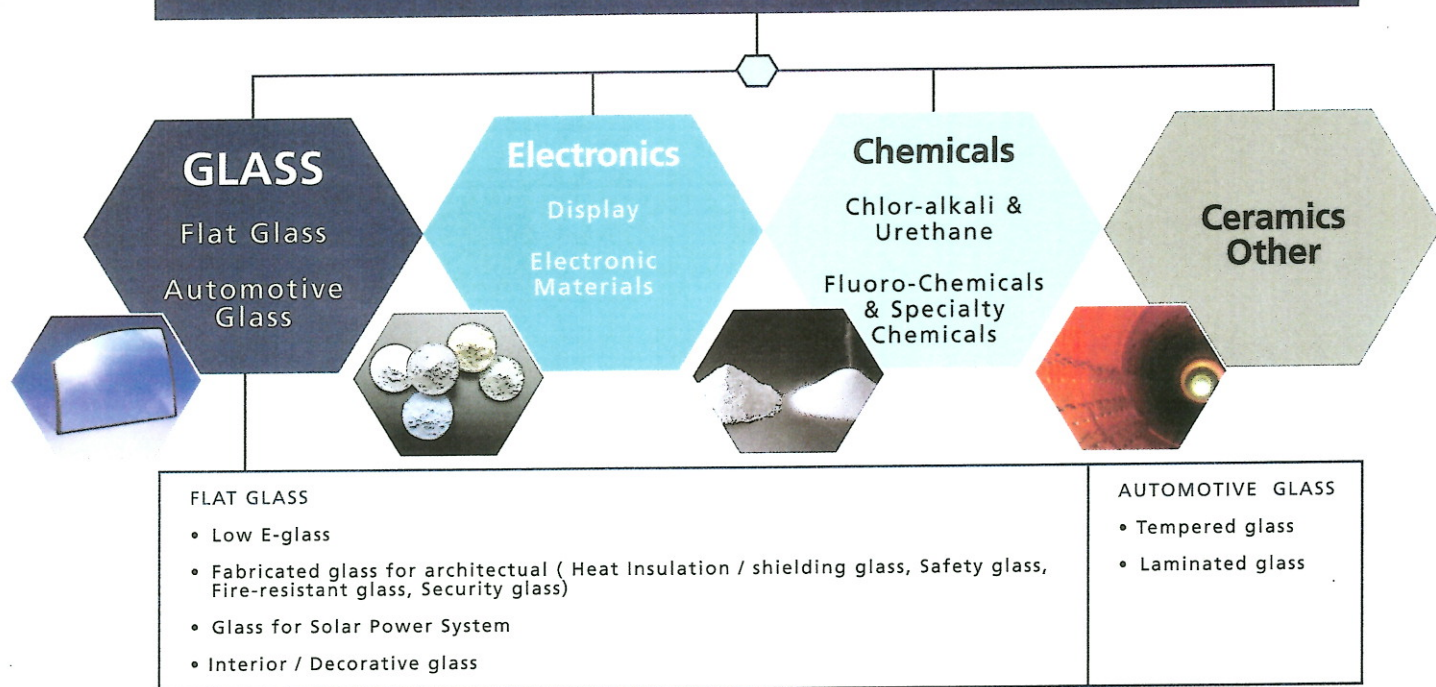 GLASS
Flat Glass
Automotive
Glass
Electronics
Display
Electronic
Materials
Chemicals
Chlor-alkali &
Urethane
Fluoro-Chemicals
& Specialty
Chemicals
Ceramics
Other
FLAT GLASS
• Low E-glass
• Fabricated glass for architectual ( Heat Insulation / shielding glass, Safety glass,
Fire-resistant glass, Security glass)
• Glass for Solar Power System
• Interior / Decorative glass
AUTOMOTIVE GLASS
• Tempered glass
• Laminated glass